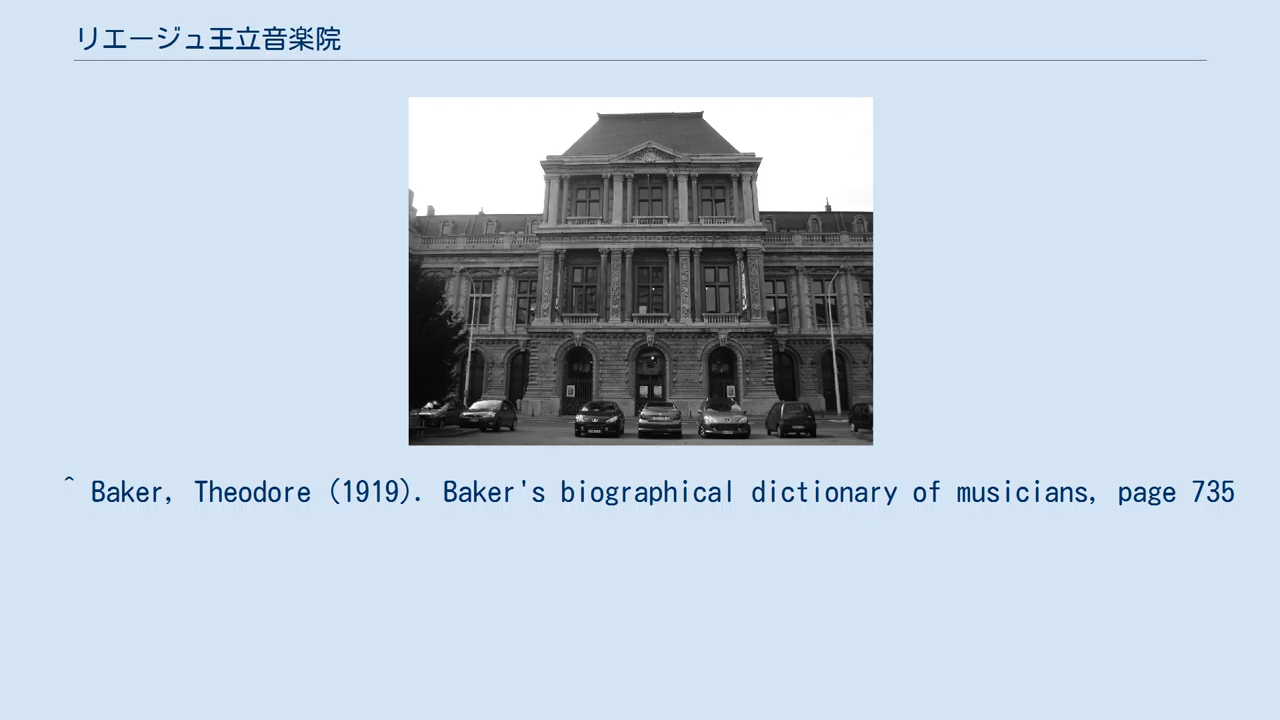 リエージュ王立音楽院
^ Baker, Theodore (1919). Baker's biographical dictionary of musicians, page 735